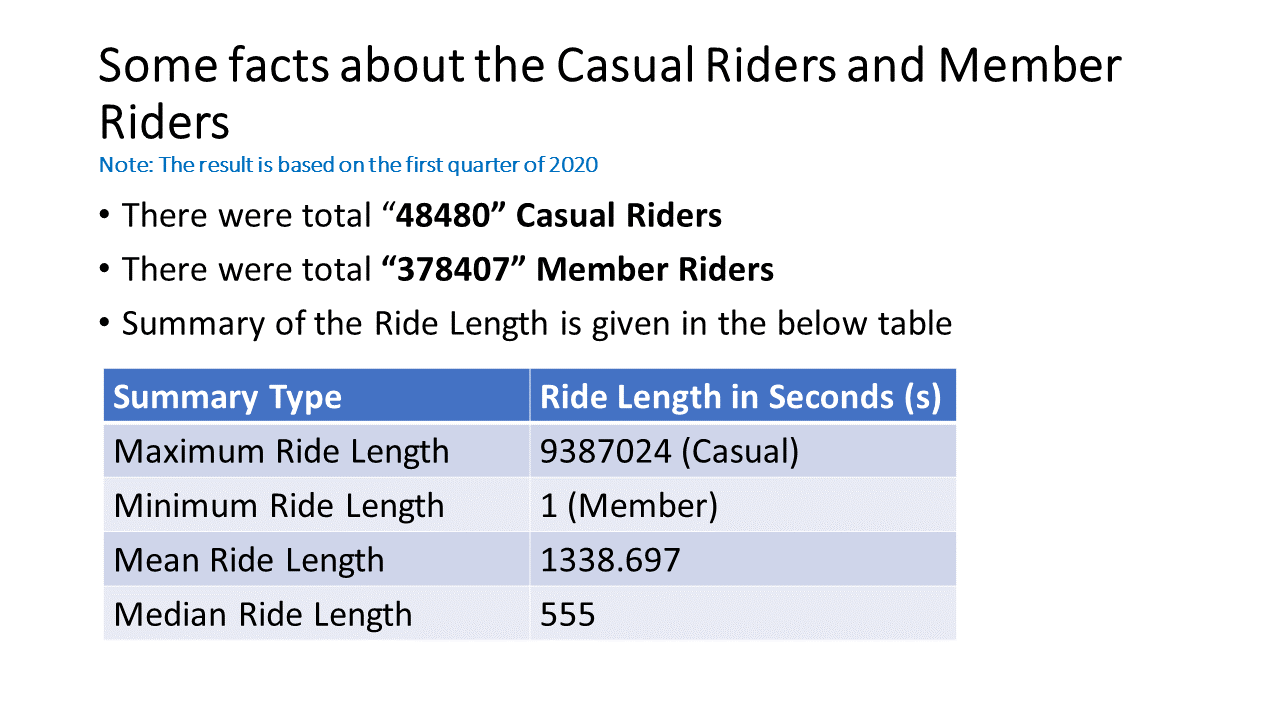 Some facts about the Casual Riders and Member
Riders
Note: The result is based on the first quarter of 2020
• There were total “48480” Casual Riders
• There were total “378407” Member Riders
• Summary of the Ride Length is given in the below table
Summary Type Ride Length in Seconds (s)
Maximum Ride Length 9387024 (Casual)
Minimum Ride Length 1 (Member)
Mean Ride Length 1338.697
Median Ride Length 555